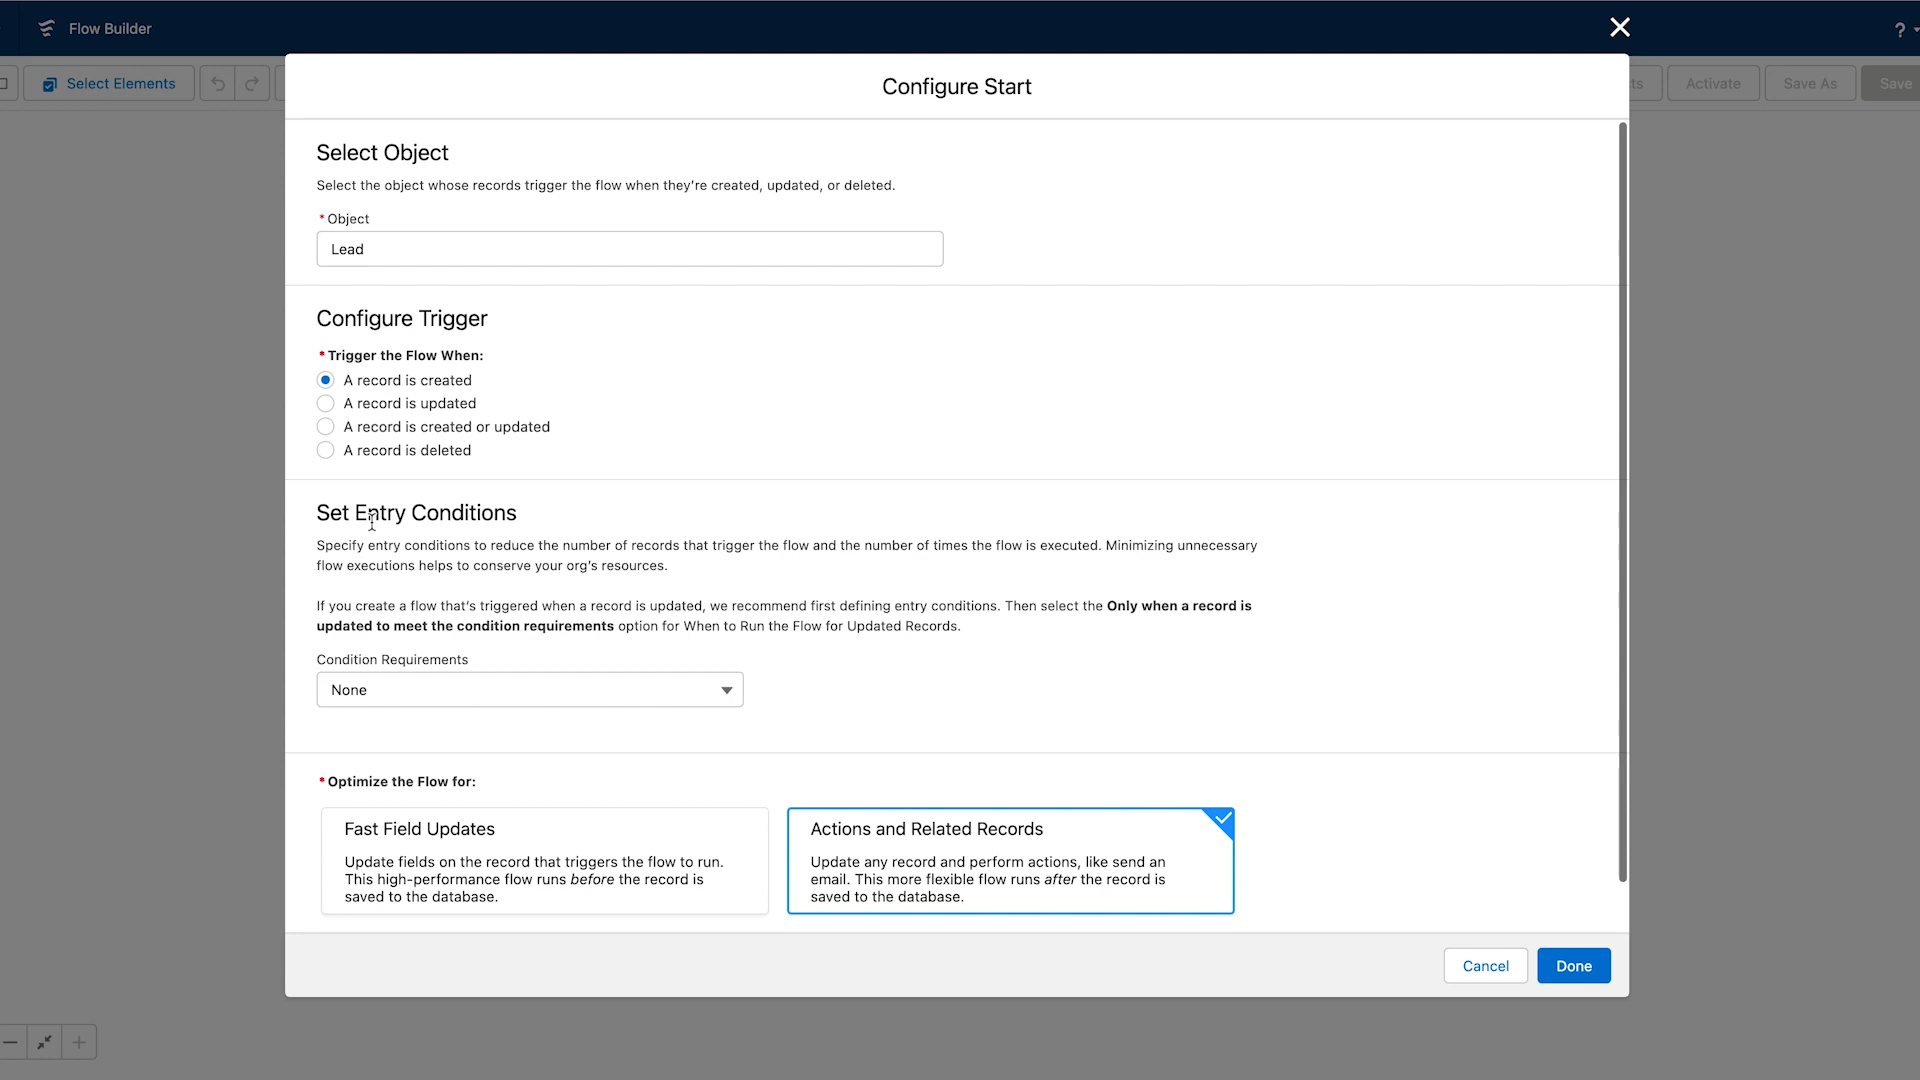 Flow Builder
?
Select Elements
ts
Activate
Save As
Save
Configure Start
Select Object
Select the object whose records trigger the flow when they're created, updated, or deleted.
* Object
Lead
Configure Trigger
* Trigger the Flow When:
A record is created
A record is updated
A record is created or updated
A record is deleted
Set Entry Conditions
Specify entry conditions to reduce the number of records that trigger the flow and the number of times the flow is executed. Minimizing unnecessary
flow executions helps to conserve your org's resources.
If you create a flow that's triggered when a record is updated, we recommend first defining entry conditions. Then select the Only when a record is
updated to meet the condition requirements option for When to Run the Flow for Updated Records.
Condition Requirements
None
* Optimize the Flow for:
Fast Field Updates
Update fields on the record that triggers the flow to run.
This high-performance flow runs before the record is
saved to the database.
Actions and Related Records
Update any record and perform actions, like send an
email. This more flexible flow runs after the record is
saved to the database.
Cancel
Done